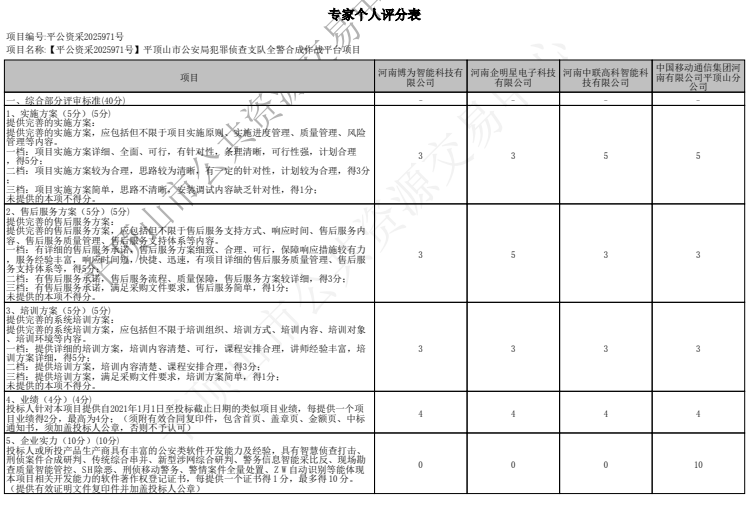 专家个人评分表
项目编号:平公资采2025971号
项目名称:【平公资采2025971号】平顶山市公安局犯罪侦查支队全警合成作战平台项目
项目 河南博为智能科技有限公司 河南企明星电子科技有限公司 河南中联高科智能科技有限公司 中国移动通信集团河南有限公司平顶山分公司
一、综合部分评审标准(40分) - - - -
1、实施方案（5分）(5分)
提供完善的实施方案:
提供完善的实施方案，应包括但不限于项目实施原则、实施进度管理、质量管理、风险
管理等内容。
一档：项目实施方案详细、全面、可行，有针对性，条理清晰，可行性强，计划合理
，得5分；
二档：项目实施方案较为合理，思路较为清晰，有一定的针对性，计划较为合理，得3分
；
三档：项目实施方案简单，思路不清晰，安装调试内容缺乏针对性，得1分；
未提供的本项不得分。
3 3 5 5
2、售后服务方案（5分）(5分)
提供完善的售后服务方案：
提供完善的售后服务方案，应包括但不限于售后服务支持方式、响应时间、售后服务内
容、售后服务质量管理、售后服务支持体系等内容。
一档：有详细的售后服务承诺，售后服务方案细致、合理、可行，保障响应措施较有力
，服务经验丰富，响应时间短，快捷、迅速，有项目详细的售后服务质量管理、售后服
务支持体系等，得5分；
二档：有售后服务承诺，售后服务流程、质量保障，售后服务方案较详细，得3分；
三档：有售后服务承诺，满足采购文件要求，售后服务简单，得1分；
未提供的本项不得分。
3 5 3 3
3、培训方案（5分）(5分)
提供完善的系统培训方案：
提供完善的系统培训方案，应包括但不限于培训组织、培训方式、培训内容、培训对象
、培训环境等内容。
一档：提供详细的培训方案，培训内容清楚、可行，课程安排合理，讲师经验丰富，培
训方案详细，得5分；
二档：提供培训方案，培训内容清楚、课程安排合理，得3分；
三档：提供培训方案，满足采购文件要求，培训方案简单，得1分；
未提供的本项不得分。
3 3 3 3
4、业绩（4分）(4分)
投标人针对本项目提供自2021年1月1日至投标截止日期的类似项目业绩，每提供一个项
目业绩得2分，最高为4分；（须附有效合同复印件，包含首页、盖章页、金额页、中标
通知书，须加盖投标人公章，否则不予认可）
4 4 4 4
5、企业实力（10分）(10分)
投标人或所投产品生产商具有丰富的公安类软件开发能力及经验，具有智慧侦查打击、
刑侦案件合成研判、传统综合串并、新型涉网综合研判、警务信息智能采比反、现场勘
查质量智能管控、SH除恶、刑侦移动警务、警情案件全量处置、ZW自动识别等能体现
本项目相关开发能力的软件著作权登记证书，每提供一个证书得1分，最多得10分。
（提供有效证明文件复印件并加盖投标人公章）
0 0 0 10
平顶山市公共资源交易中
平顶山市公共资源交易中心